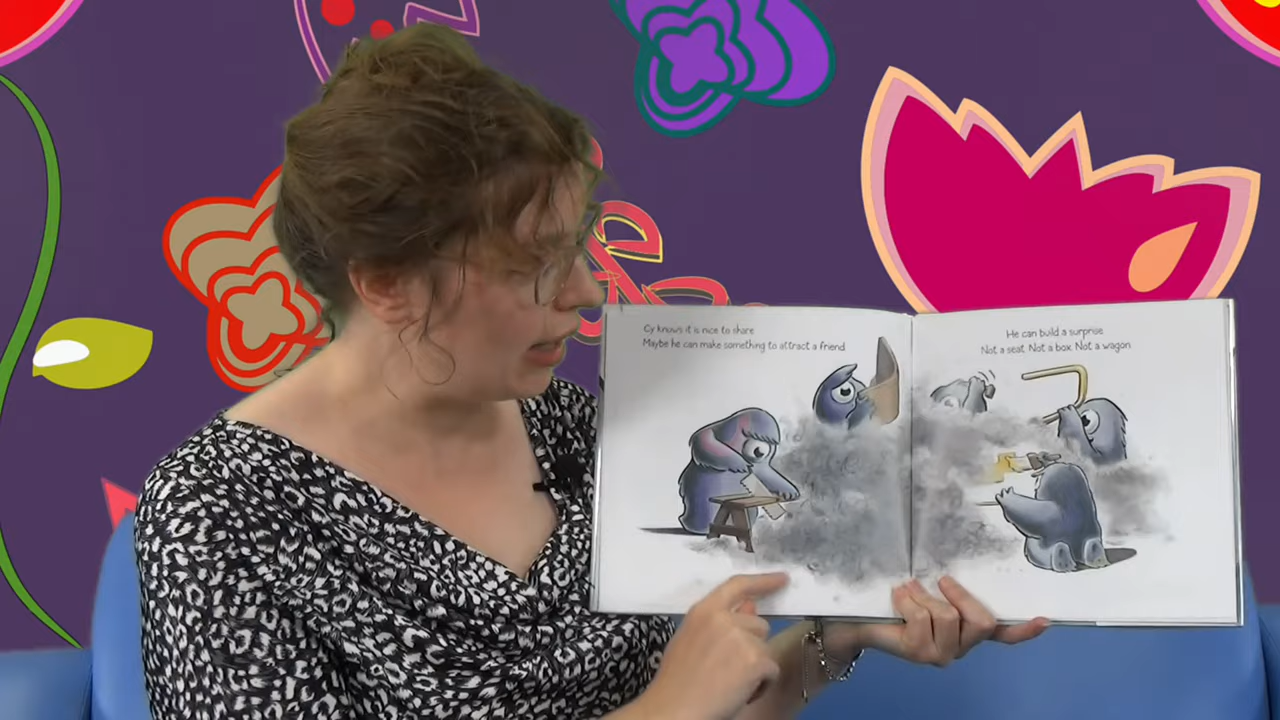 Cy knows it is nice to share
Maybe he can make something to attract a friend
He can build a surprise
Not a seat. Not a box. Not a wagon